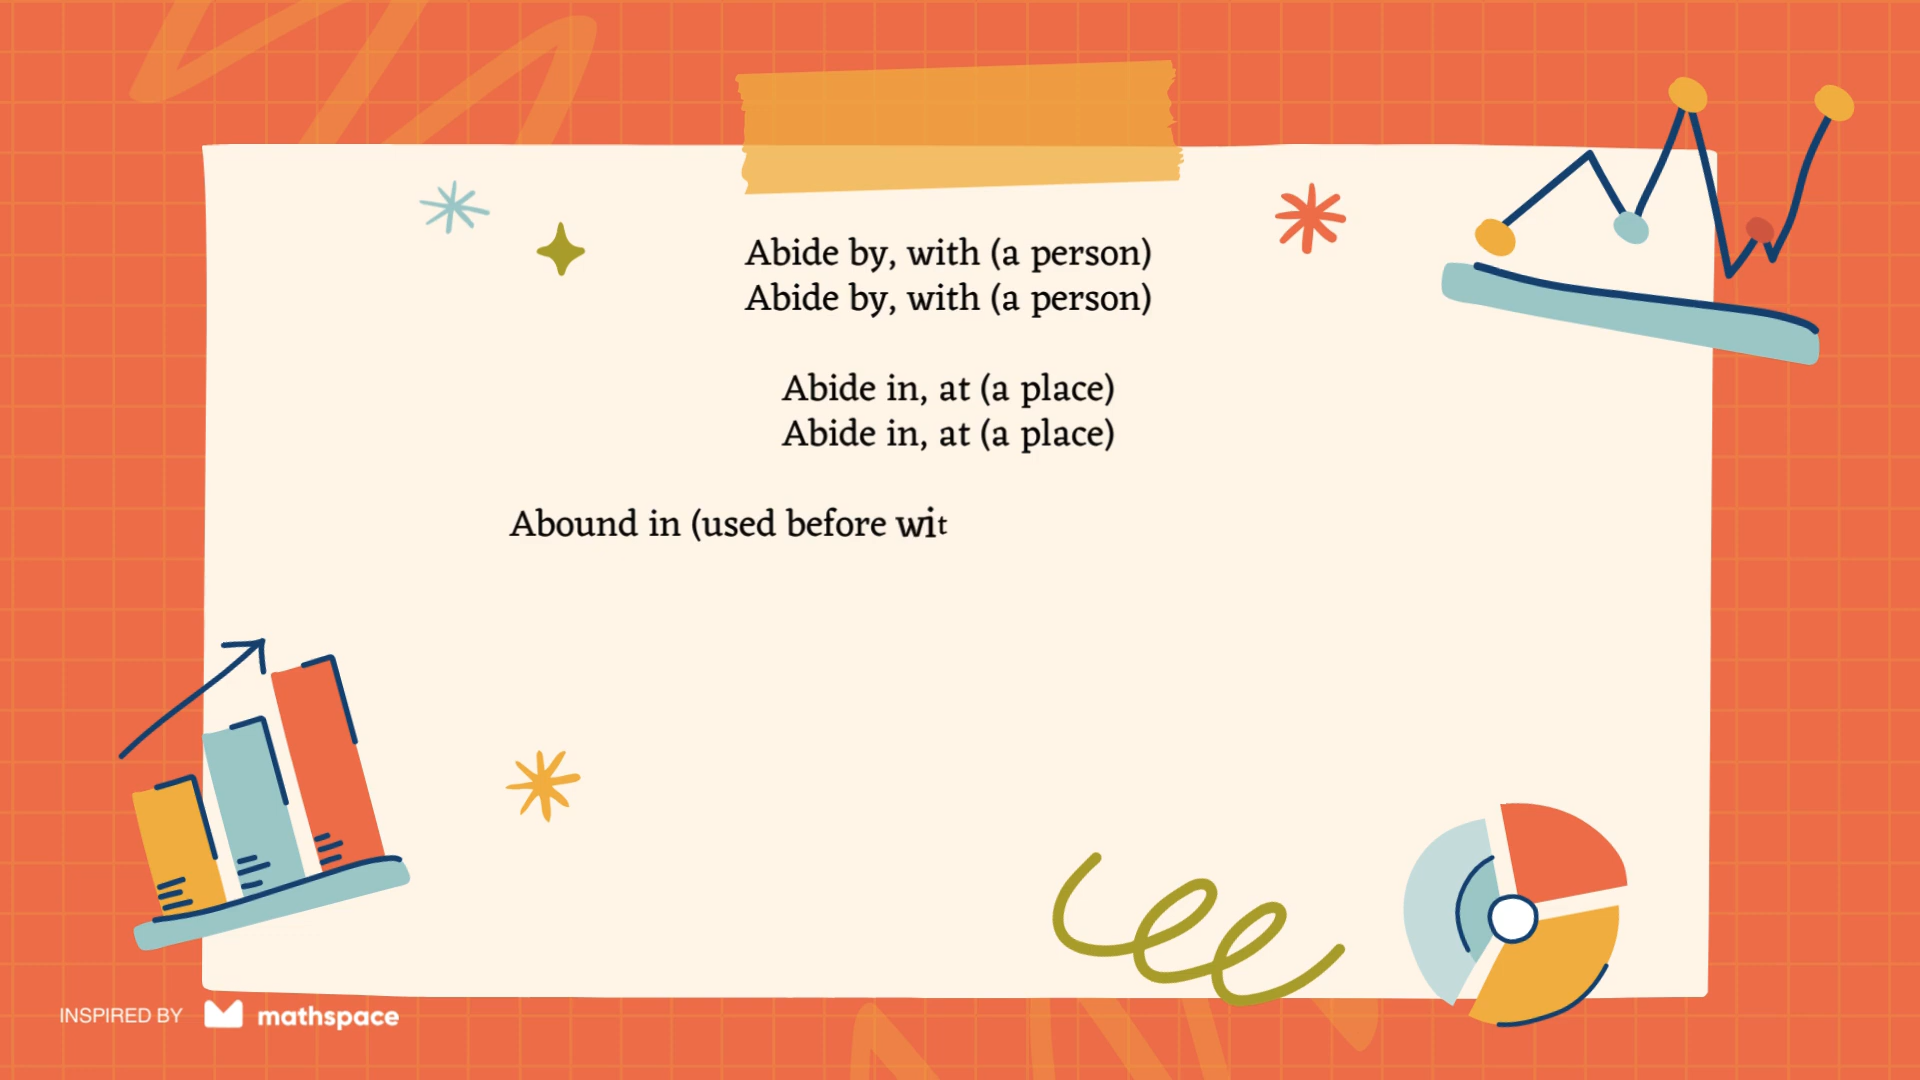 Abide by, with (a person)
Abide by, with (a person)
Abide in, at (a place)
Abide in, at (a place)
Abound in (used before wit
INSPIRED BY mathspace